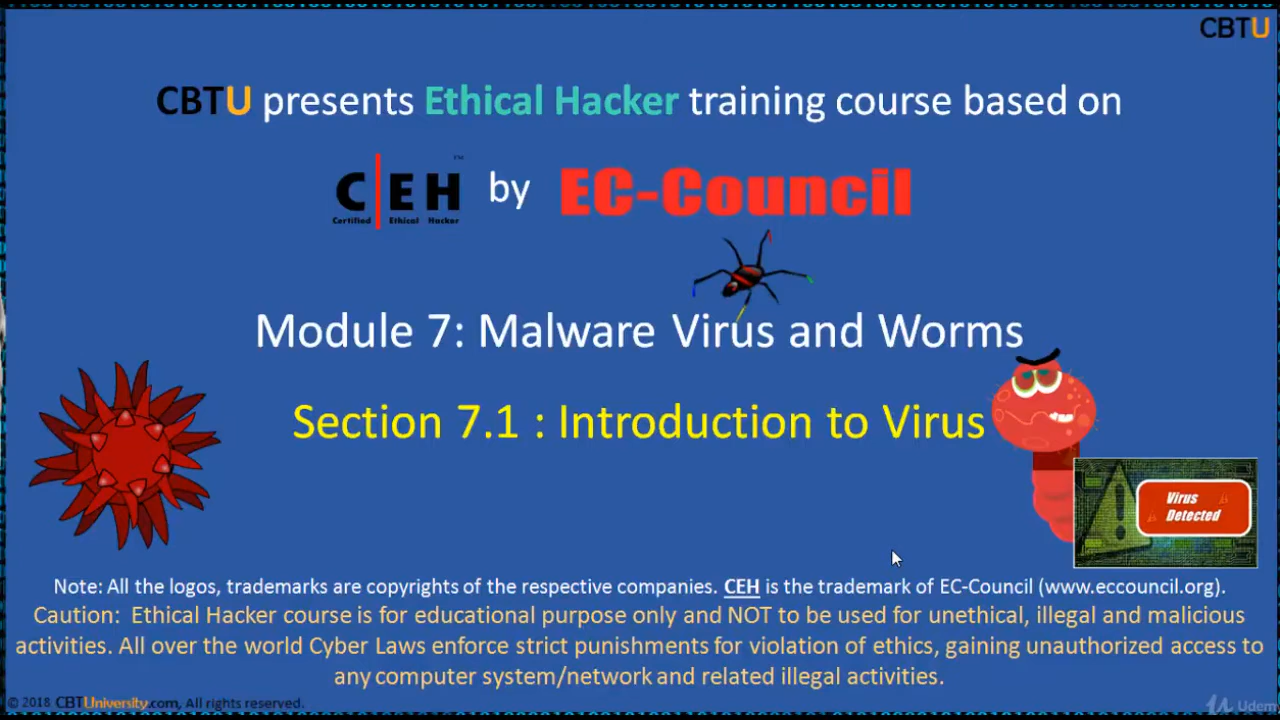 CBTU
CBTU presents Ethical Hacker training course based on
C|EH™ by EC-Council
Certified Ethical Hacker
Module 7: Malware Virus and Worms
Section 7.1 : Introduction to Virus
Virus
Detected
Note: All the logos, trademarks are copyrights of the respective companies. CEH is the trademark of EC-Council (www.eccouncil.org).
Caution: Ethical Hacker course is for educational purpose only and NOT to be used for unethical, illegal and malicious
activities. All over the world Cyber Laws enforce strict punishments for violation of ethics, gaining unauthorized access to
any computer system/network and related illegal activities.
© 2018 CBTUniversity.com, All rights reserved.